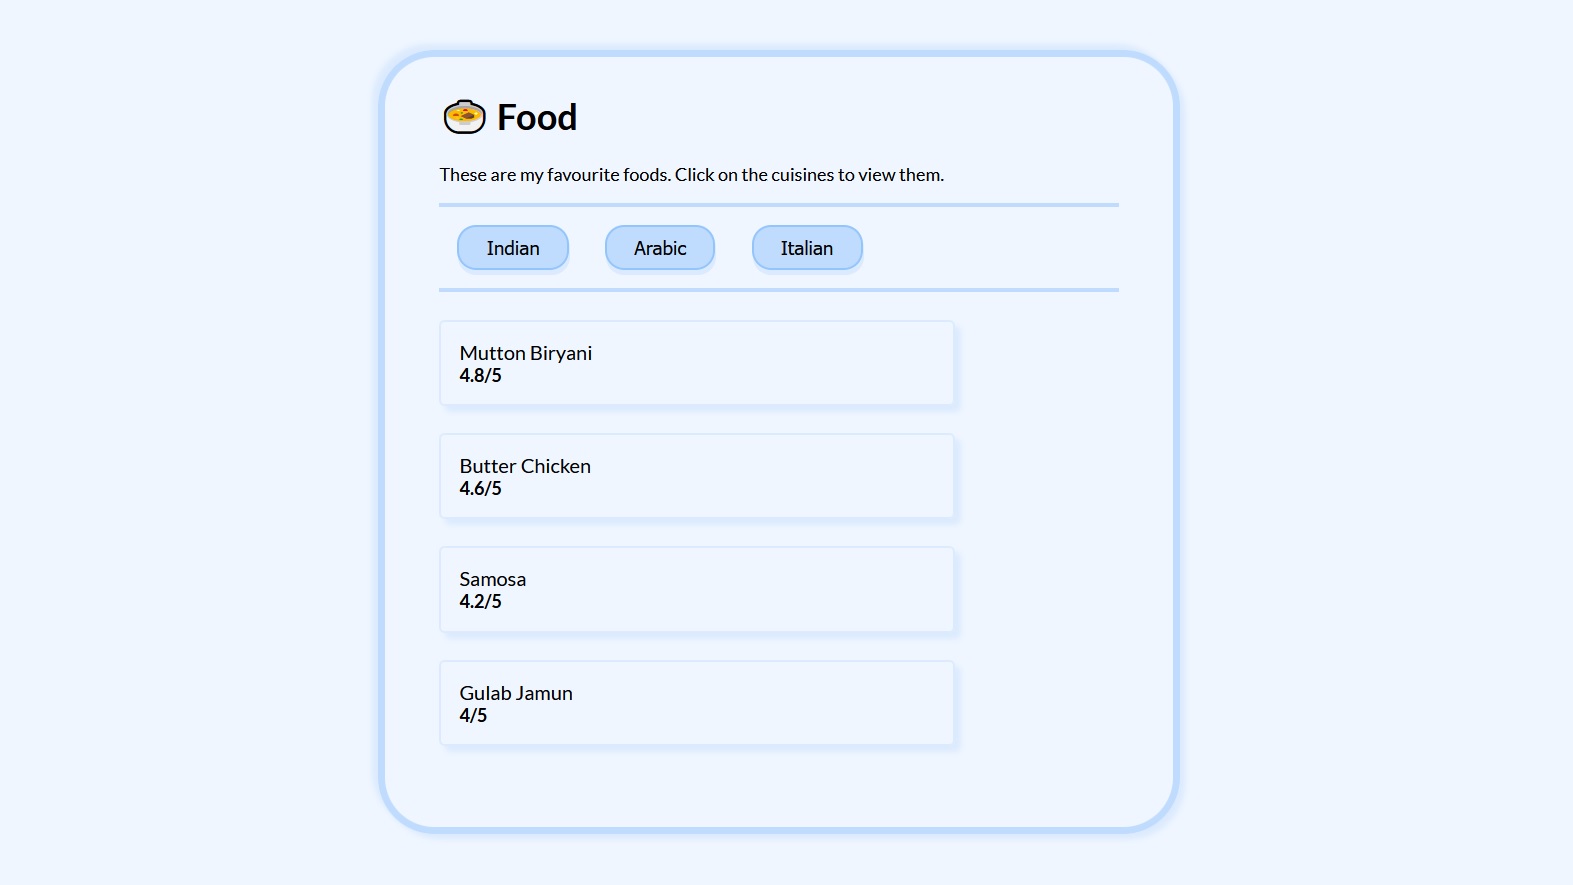 Food
These are my favourite foods. Click on the cuisines to view them.
Indian Arabic Italian
Mutton Biryani
4.8/5
Butter Chicken
4.6/5
Samosa
4.2/5
Gulab Jamun
4/5